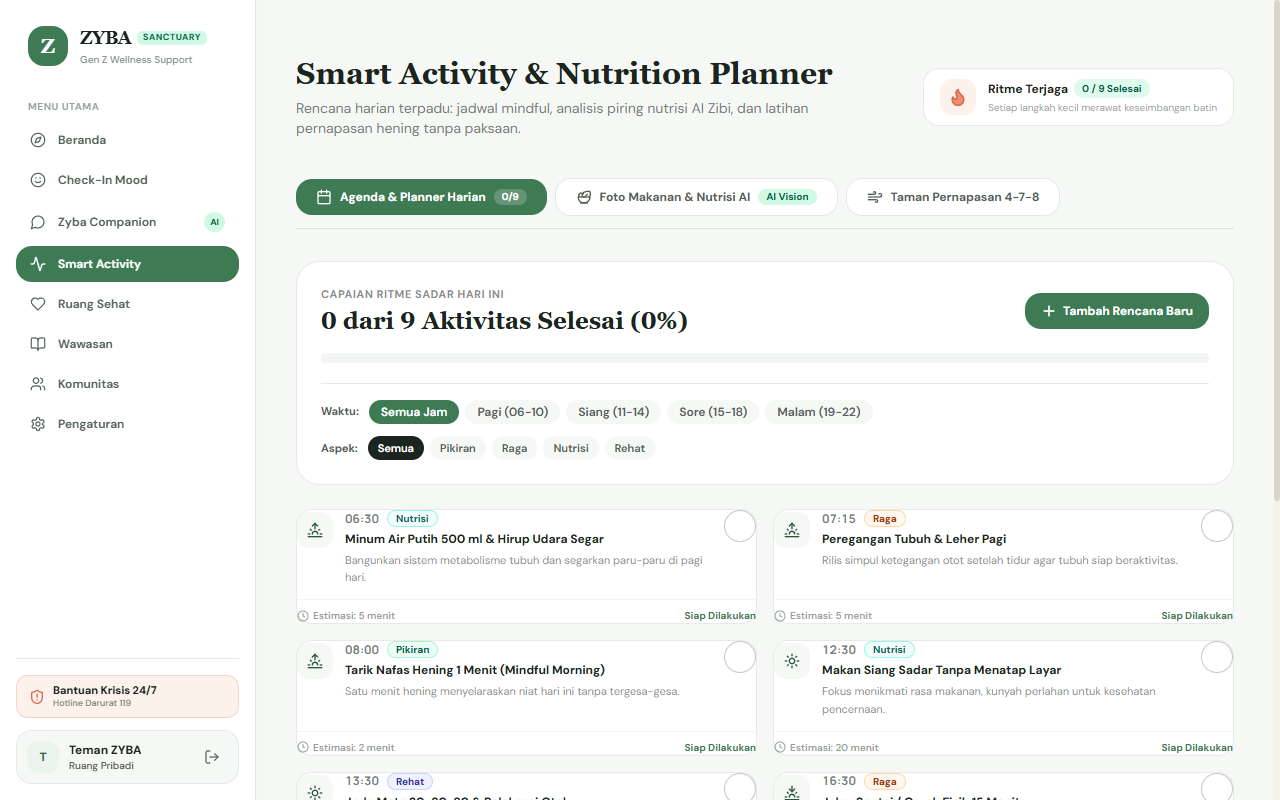 Z
ZYBA SANCTUARY
Gen Z Wellness Support
MENU UTAMA
Beranda
Check-In Mood
Zyba Companion AI
Smart Activity
Ruang Sehat
Wawasan
Komunitas
Pengaturan
Bantuan Krisis 24/7
Hotline Darurat 119
T
Teman ZYBA
Ruang Pribadi
Smart Activity & Nutrition Planner
Rencana harian terpadu: jadwal mindful, analisis piring nutrisi AI Zibi, dan latihan
pernapasan hening tanpa paksaan.
Ritme Terjaga 0 / 9 Selesai
Setiap langkah kecil merawat keseimbangan batin
Agenda & Planner Harian 0/9
Foto Makanan & Nutrisi AI AI Vision
Taman Pernapasan 4-7-8
CAPAIAN RITME SADAR HARI INI
0 dari 9 Aktivitas Selesai (0%)
Tambah Rencana Baru
Waktu: Semua Jam Pagi (06-10) Siang (11-14) Sore (15-18) Malam (19-22)
Aspek: Semua Pikiran Raga Nutrisi Rehat
06:30 Nutrisi
Minum Air Putih 500 ml & Hirup Udara Segar
Bangunkan sistem metabolisme tubuh dan segarkan paru-paru di pagi
hari.
Estimasi: 5 menit Siap Dilakukan
07:15 Raga
Peregangan Tubuh & Leher Pagi
Rilis simpul ketegangan otot setelah tidur agar tubuh siap beraktivitas.
Estimasi: 5 menit Siap Dilakukan
08:00 Pikiran
Tarik Nafas Hening 1 Menit (Mindful Morning)
Satu menit hening menyelaraskan niat hari ini tanpa tergesa-gesa.
Estimasi: 2 menit Siap Dilakukan
12:30 Nutrisi
Makan Siang Sadar Tanpa Menatap Layar
Fokus menikmati rasa makanan, kunyah perlahan untuk kesehatan
pencernaan.
Estimasi: 20 menit Siap Dilakukan
13:30 Rehat
16:30 Raga